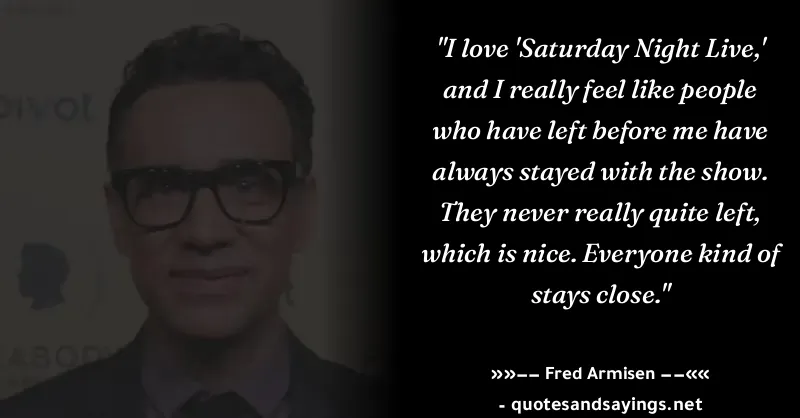 "I love 'Saturday Night Live,'
and I really feel like people
who have left before me have
always stayed with the show.
They never really quite left,
which is nice. Everyone kind of
stays close."
»»−− Fred Armisen −−««
- quotesandsayings.net
pivot